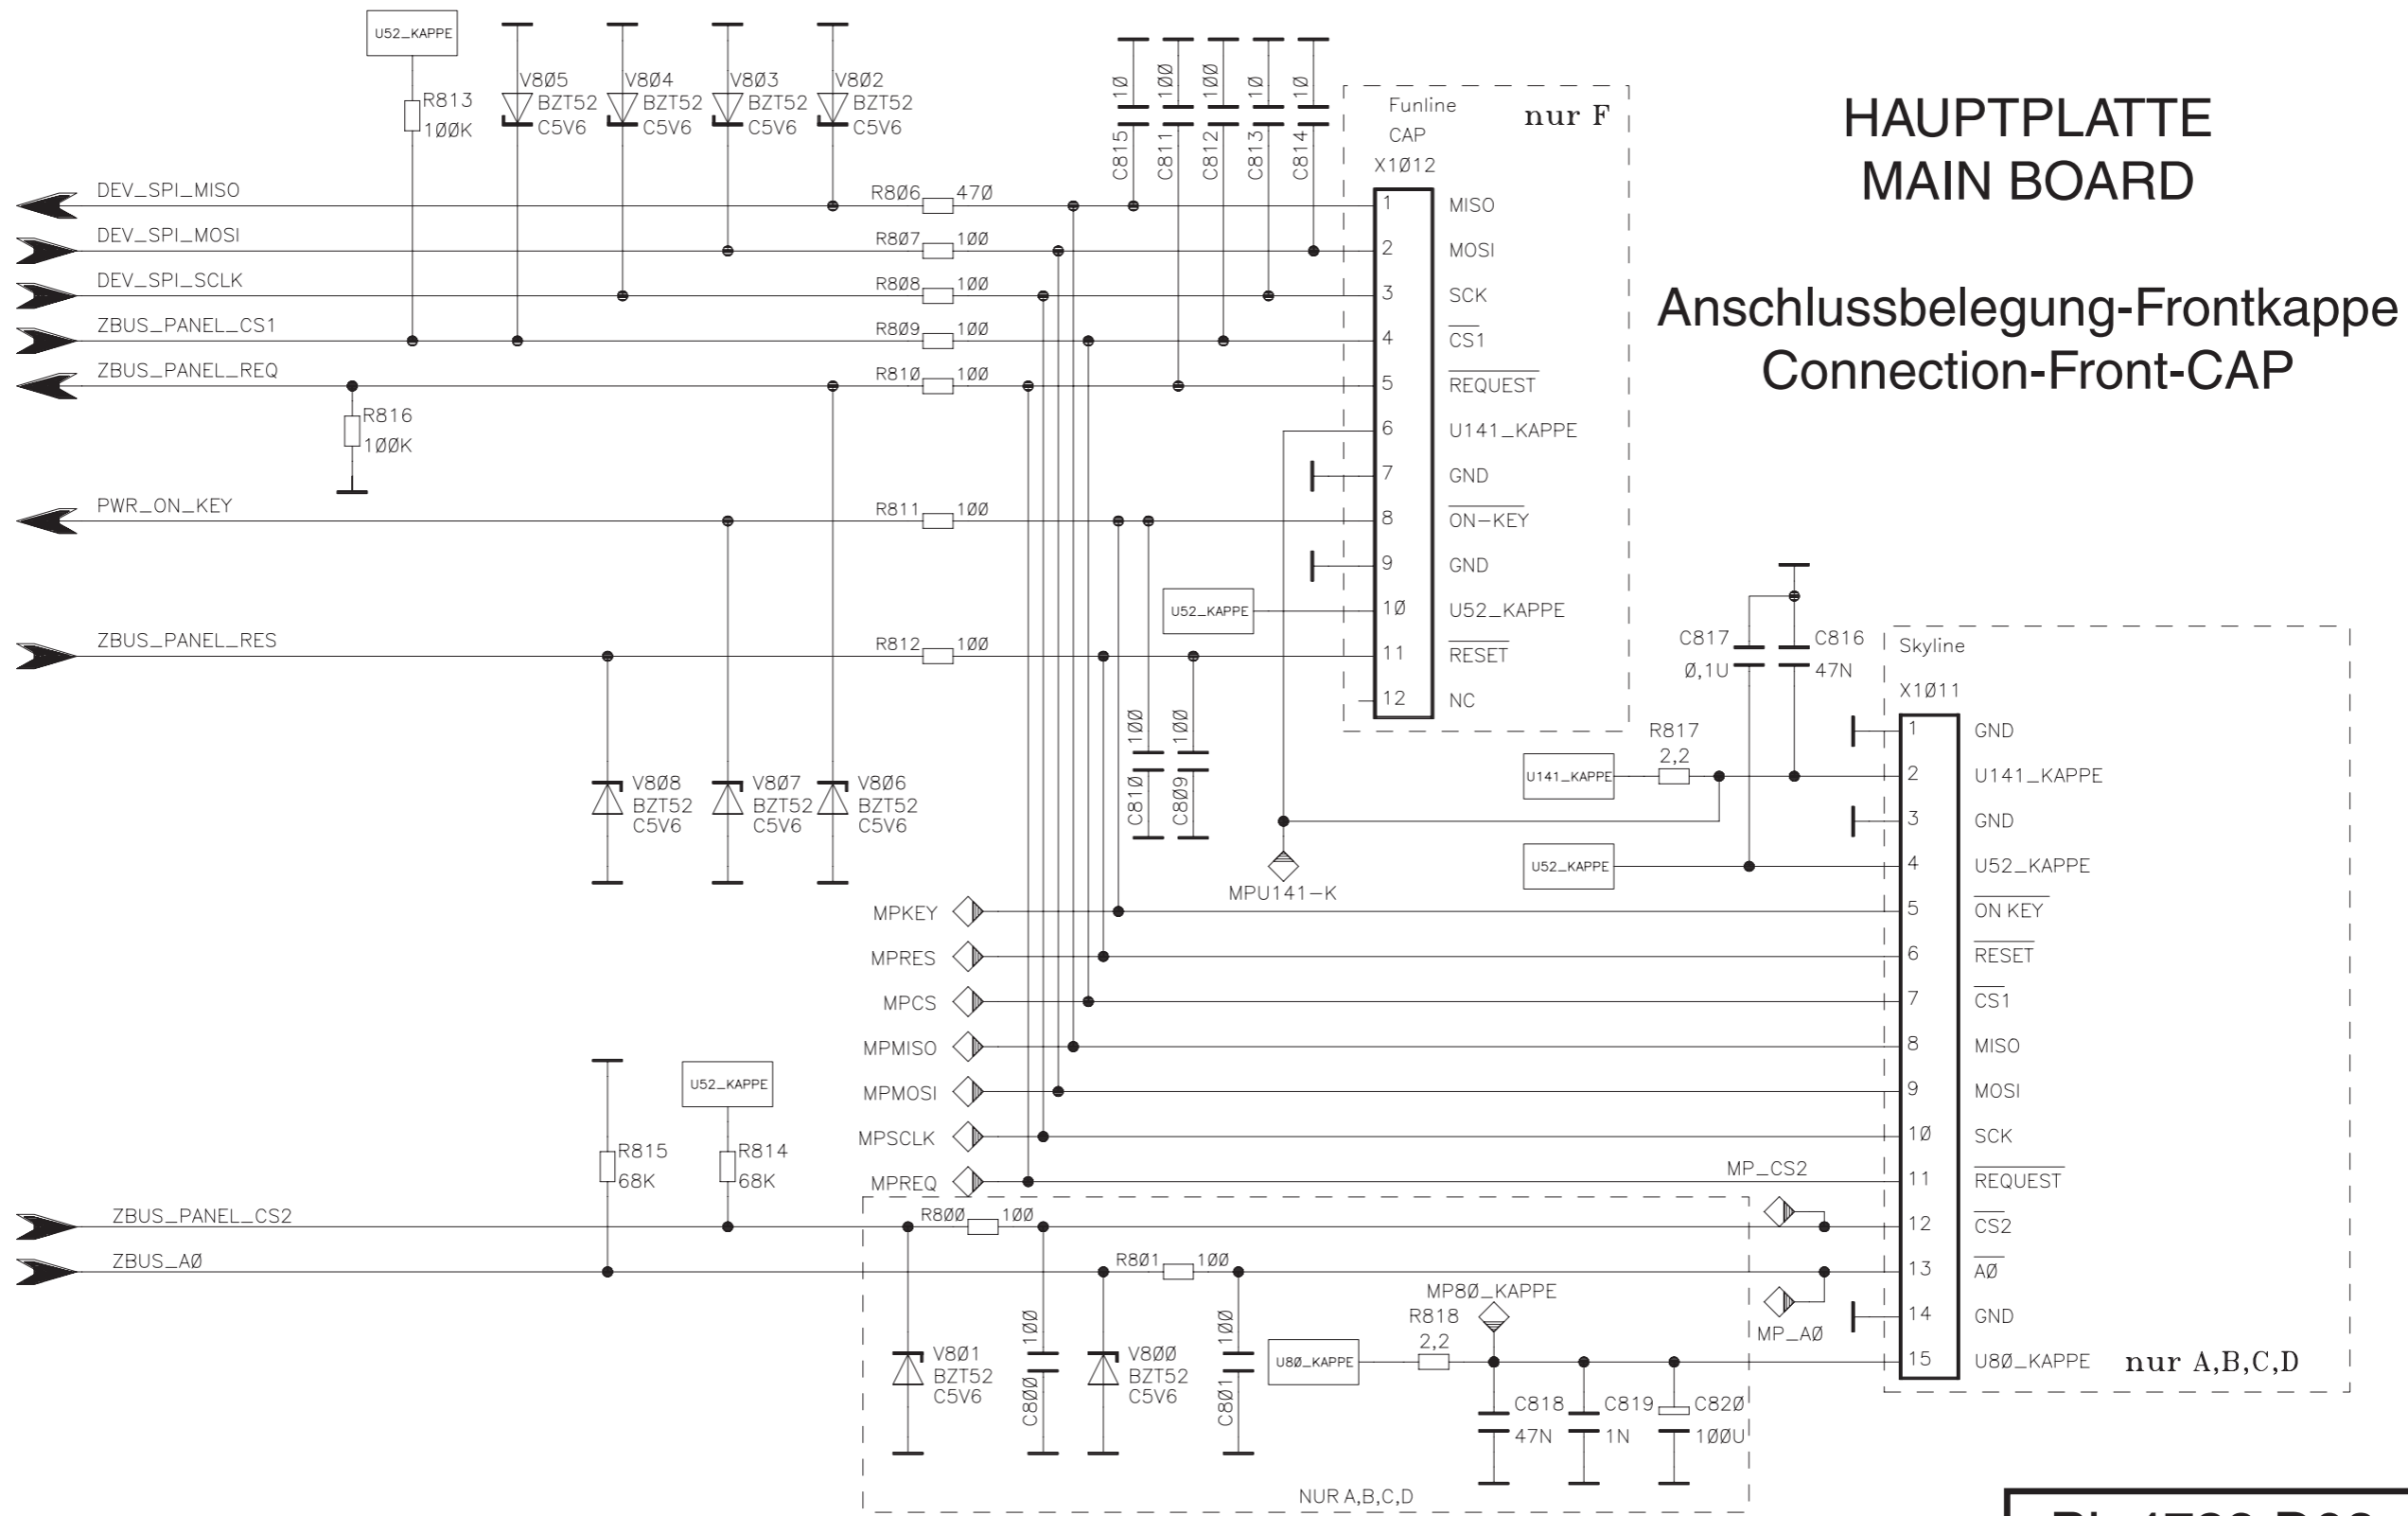 HAUPTPLATTE
MAIN BOARD
Anschlussbelegung-Frontkappe
Connection-Front-CAP
U52_KAPPE
R813
100K
V805
BZT52
C5V6
V804
BZT52
C5V6
V803
BZT52
C5V6
V802
BZT52
C5V6
C815 10
C811 100
C812 100
C813 10
C814 10
Funline
CAP
X1012
nur F
DEV_SPI_MISO
R806 470
1 MISO
DEV_SPI_MOSI
R807 100
2 MOSI
DEV_SPI_SCLK
R808 100
3 SCK
ZBUS_PANEL_CS1
R809 100
4 CS1
ZBUS_PANEL_REQ
R810 100
5 REQUEST
R816
100K
6 U141_KAPPE
7 GND
PWR_ON_KEY
R811 100
8 ON-KEY
9 GND
U52_KAPPE
10 U52_KAPPE
ZBUS_PANEL_RES
R812 100
11 RESET
12 NC
V808
BZT52
C5V6
V807
BZT52
C5V6
V806
BZT52
C5V6
C810 100
C809 100
C817
0,1U
C816
47N
Skyline
X1011
1 GND
R817
2,2
U141_KAPPE
2 U141_KAPPE
3 GND
U52_KAPPE
4 U52_KAPPE
MPU141-K
MPKEY
5 ON KEY
MPRES
6 RESET
MPCS
7 CS1
MPMISO
8 MISO
MPMOSI
9 MOSI
MPSCLK
10 SCK
MPREQ
11 REQUEST
R815
68K
U52_KAPPE
R814
68K
MP_CS2
ZBUS_PANEL_CS2
R800 100
12 CS2
ZBUS_A0
R801 100
13 A0
MP_A0
14 GND
MP80_KAPPE
R818
2,2
U80_KAPPE
15 U80_KAPPE
nur A,B,C,D
V801
BZT52
C5V6
C800 100
V800
BZT52
C5V6
C801 100
C818
47N
C819
1N
C820
100U
NUR A,B,C,D